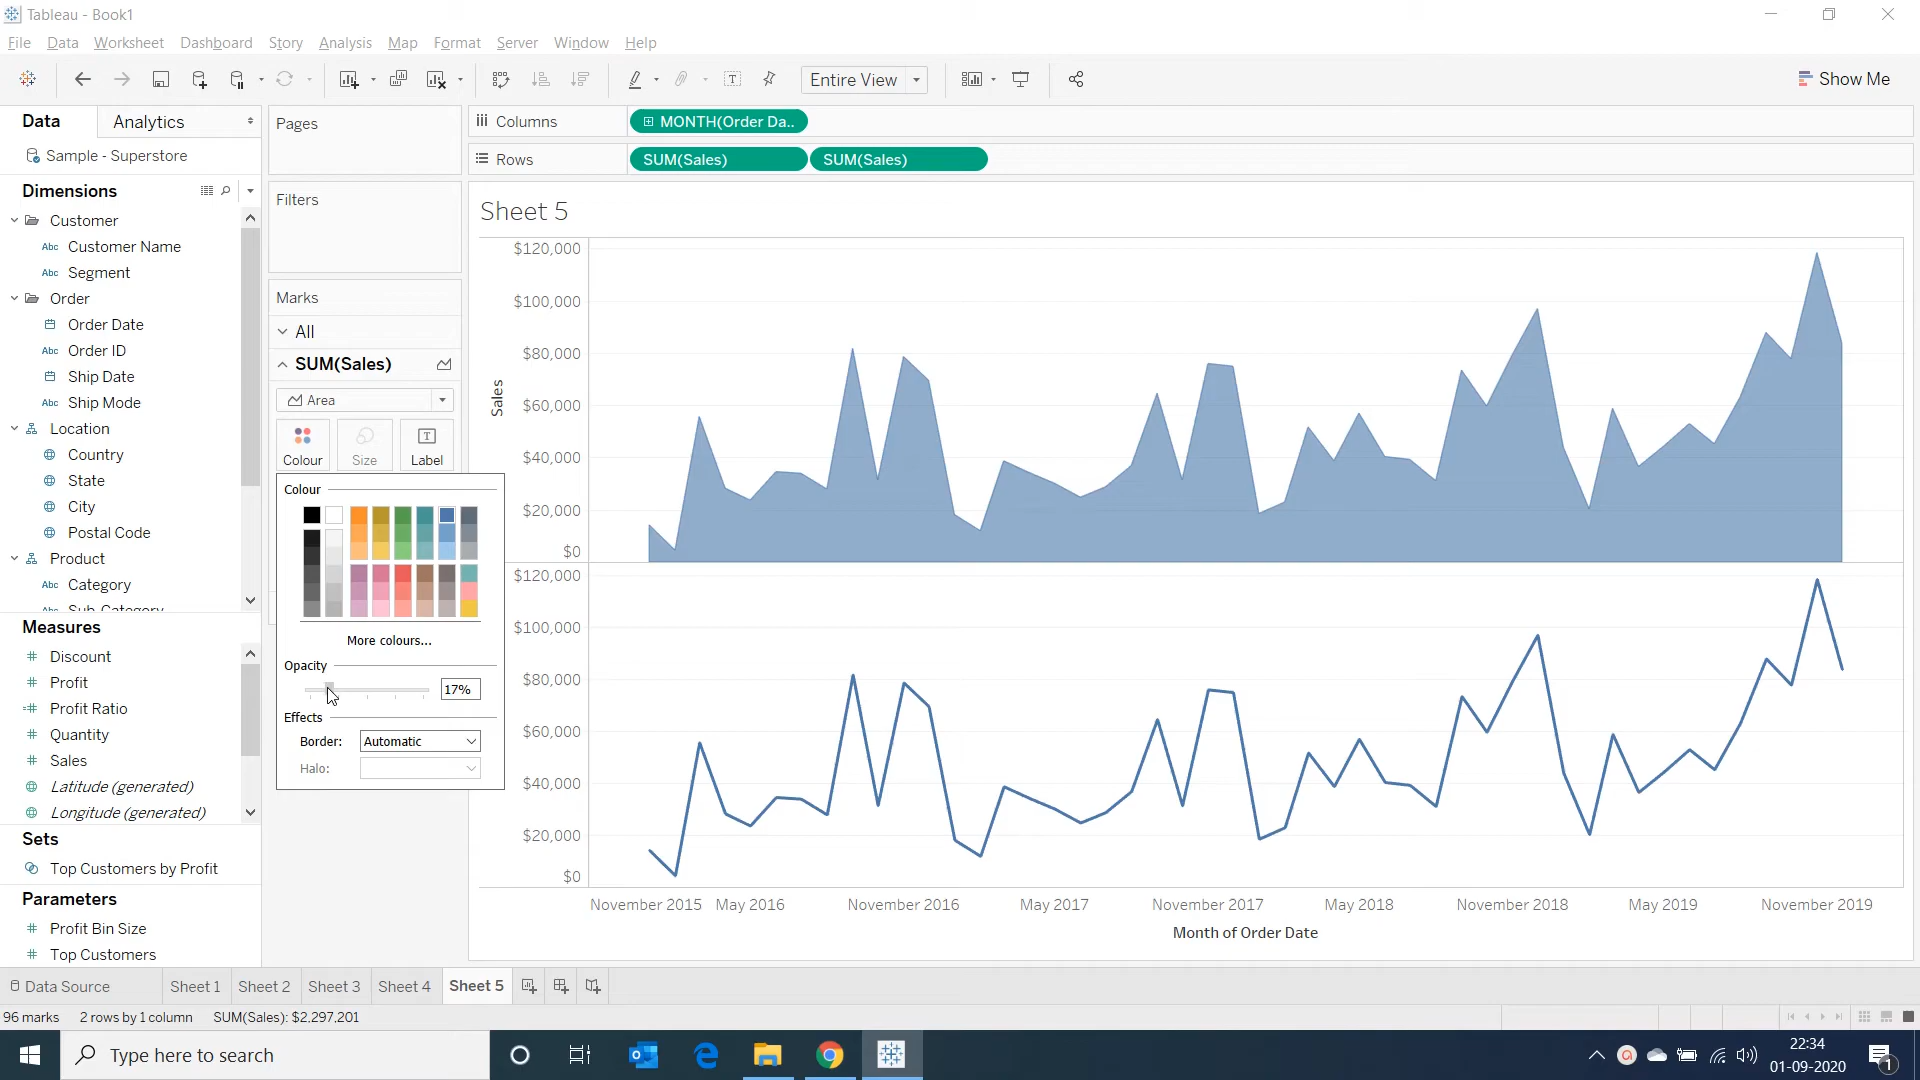 Tableau - Book1
File Data Worksheet Dashboard Story Analysis Map Format Server Window Help
Entire View
Show Me
Data
Analytics
Sample - Superstore
Dimensions
Customer
Abc Customer Name
Abc Segment
Order
Order Date
Abc Order ID
Ship Date
Abc Ship Mode
Location
Country
State
City
Postal Code
Product
Abc Category
Abc Sub-Category
Measures
# Discount
# Profit
=# Profit Ratio
# Quantity
# Sales
Latitude (generated)
Longitude (generated)
Sets
Top Customers by Profit
Parameters
# Profit Bin Size
# Top Customers
Pages
Filters
Marks
All
SUM(Sales)
Area
Colour
Size
T
Label
Colour
More colours...
Opacity
17%
Effects
Border: Automatic
Halo:
Columns
MONTH(Order Da..
Rows
SUM(Sales) SUM(Sales)
Sheet 5
Sales
$120,000
$100,000
$80,000
$60,000
$40,000
$20,000
$0
$120,000
$100,000
$80,000
$60,000
$40,000
$20,000
$0
November 2015 May 2016 November 2016 May 2017 November 2017 May 2018 November 2018 May 2019 November 2019
Month of Order Date
Data Source Sheet 1 Sheet 2 Sheet 3 Sheet 4 Sheet 5
96 marks 2 rows by 1 column SUM(Sales): $2,297,201
Type here to search
22:34
01-09-2020
1